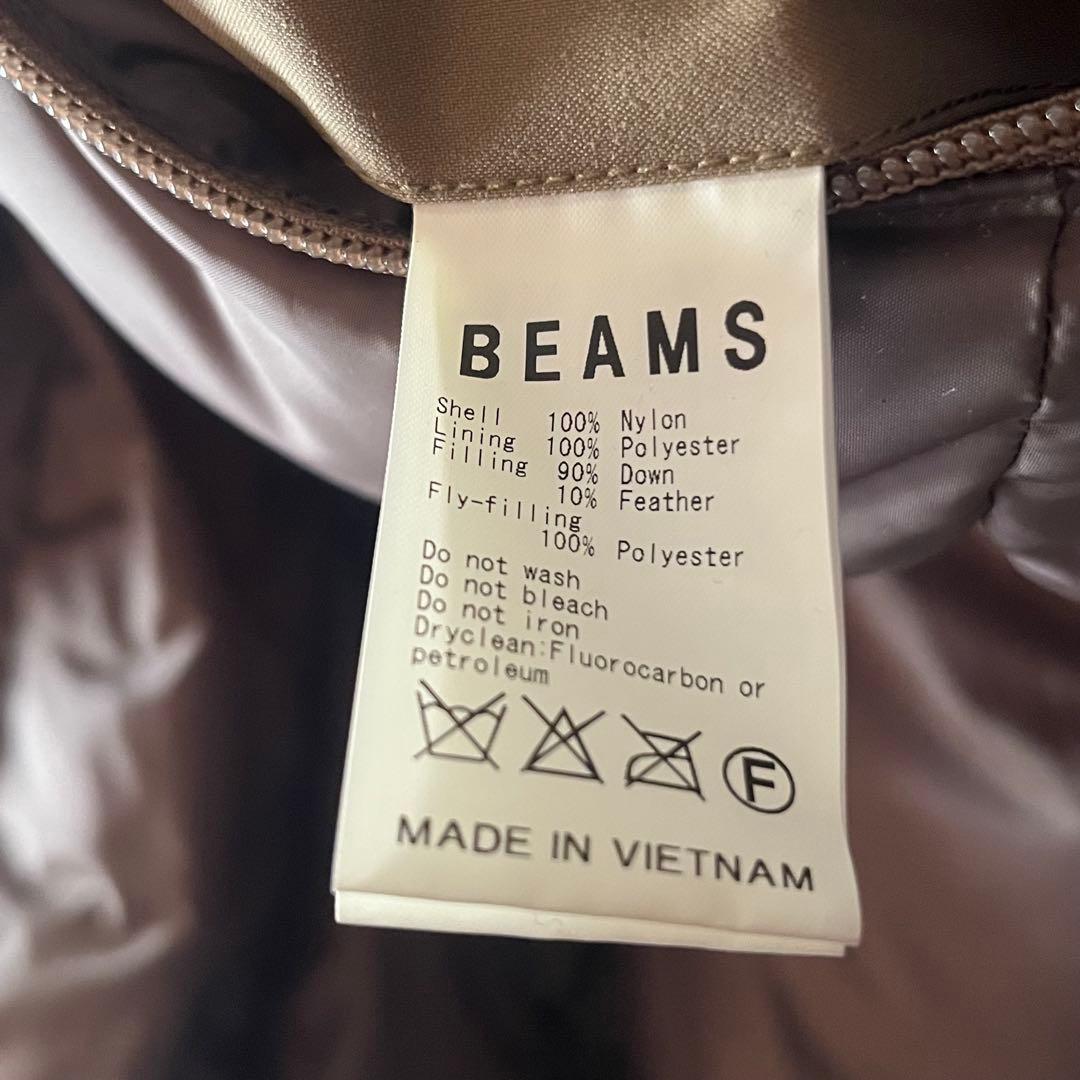 BEAMS
Shell 100% Nylon
Lining 100% Polyester
Filling 90% Down
10% Feather
Fly-filling
100% Polyester
Do not wash
Do not bleach
Do not iron
Dryclean:Fluorocarbon or
petroleum
F
MADE IN VIETNAM